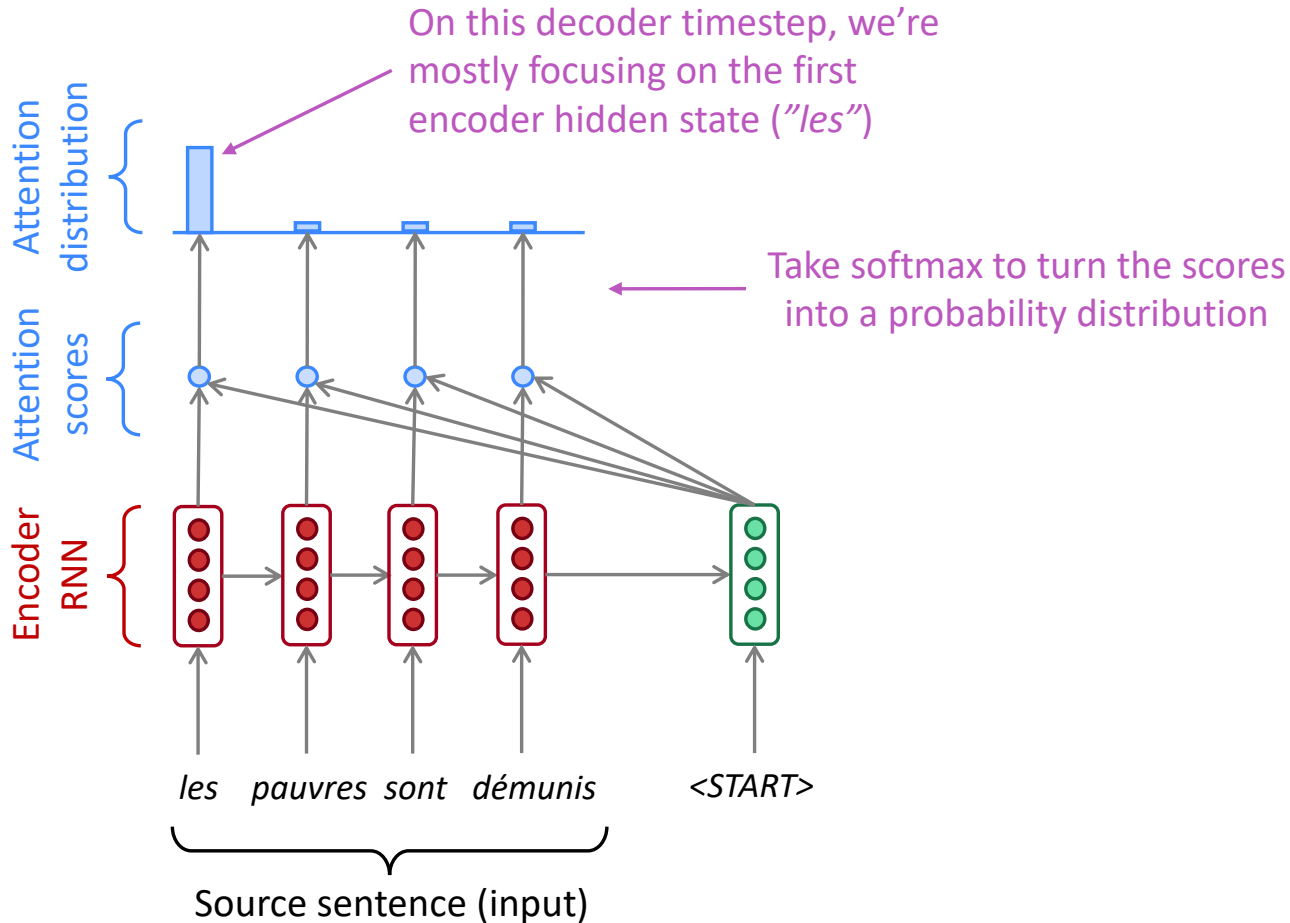 On this decoder timestep, we’re
mostly focusing on the first
encoder hidden state (”les”)
Attention
distribution
Take softmax to turn the scores
into a probability distribution
Attention
scores
Encoder
RNN
les pauvres sont démunis <START>
Source sentence (input)